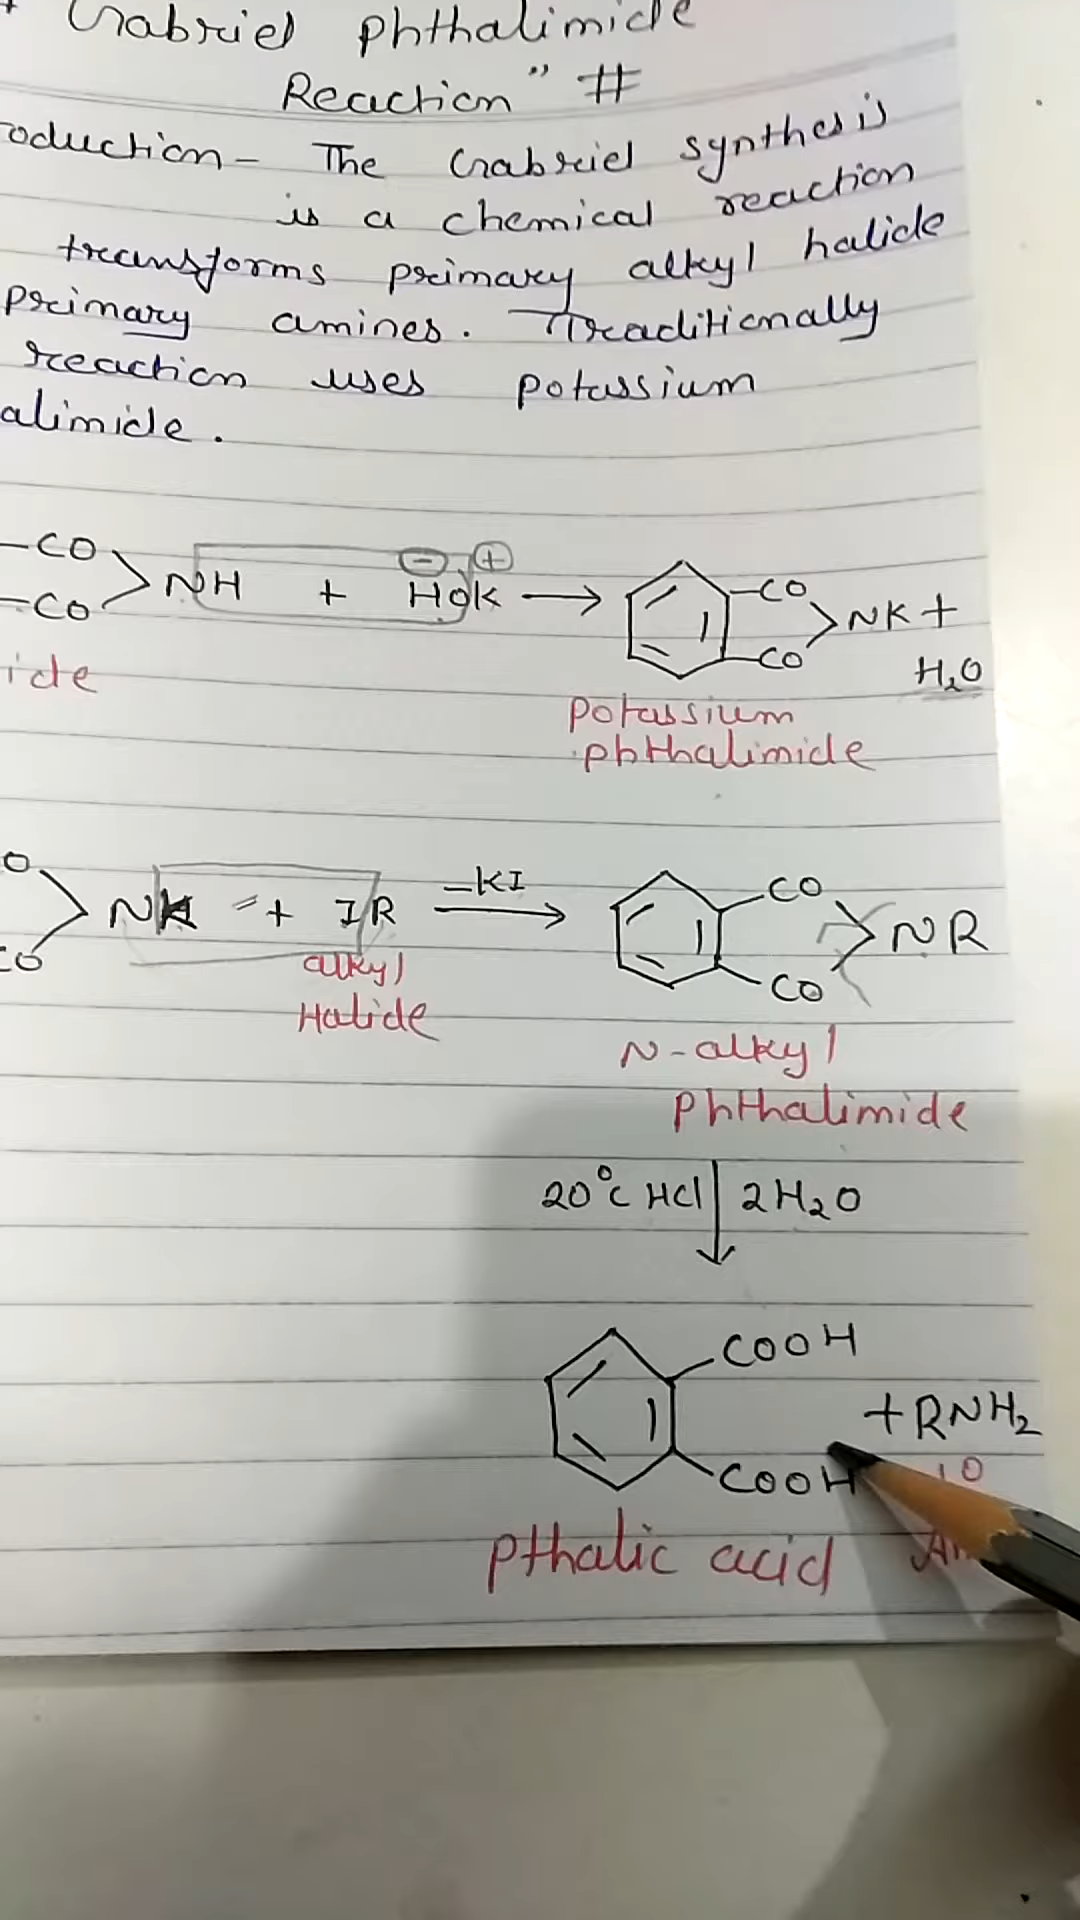 Gabriel phthalimide
Reaction" #
oduction - The Gabriel synthesis
is a chemical reaction
transforms primary alkyl halide
primary amines. Traditionally
reaction uses potassium
alimide.
-CO
-CO
NH + HOK → CO CO NK +
H2O
ide
potassium
phthalimide
O
CO
NK + IR -KI → CO CO NR
alkyl
Halide
N-alkyl
phthalimide
20°C HCl 2H2O
COOH
+ RNH2
COOH
1°
pthalic acid